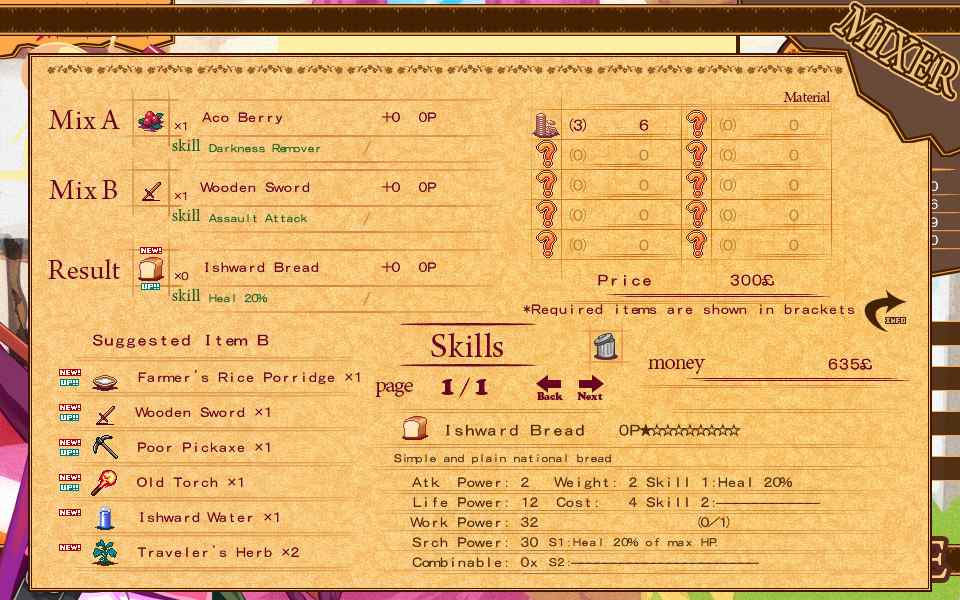 MIXER
Material
Mix A ×1 Aco Berry +0 0P
skill Darkness Remover /
(3) 6 (0) 0
(0) 0 (0) 0
Mix B ×1 Wooden Sword +0 0P
skill Assault Attack /
(0) 0 (0) 0
(0) 0 (0) 0
(0) 0 (0) 0
NEW!
Result ×0 Ishward Bread +0 0P
UP!!
skill Heal 20% /
Price 300£
*Required items are shown in brackets
INFO
Suggested Item B
Skills
money 635£
page 1/1 Back Next
NEW! UP!! Farmer's Rice Porridge ×1
NEW! UP!! Wooden Sword ×1
NEW! UP!! Poor Pickaxe ×1
NEW! UP!! Old Torch ×1
NEW! Ishward Water ×1
NEW! Traveler's Herb ×2
Ishward Bread 0P★☆☆☆☆☆☆☆☆
Simple and plain national bread
Atk Power: 2 Weight: 2 Skill 1:Heal 20%
Life Power: 12 Cost: 4 Skill 2:
Work Power: 32 (0/1)
Srch Power: 30 S1:Heal 20% of max HP.
Combinable: 0x S2:
0
6
9
0
E